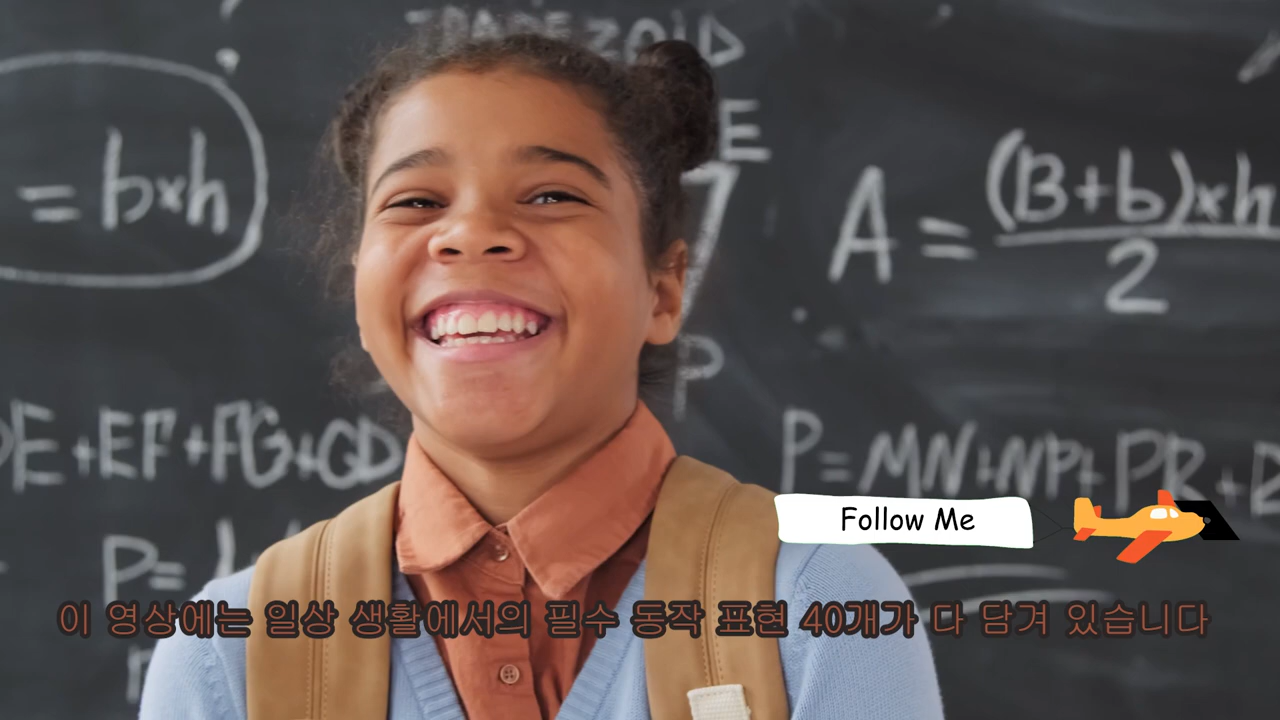 TRAPEZOID
E
= bxh
A = (B+b)xh
2
P
DE+EF+FG+GD
P=MN+NP+PR+
P=
Follow Me
이 영상에는 일상 생활에서의 필수 동작 표현 40개가 다 담겨 있습니다